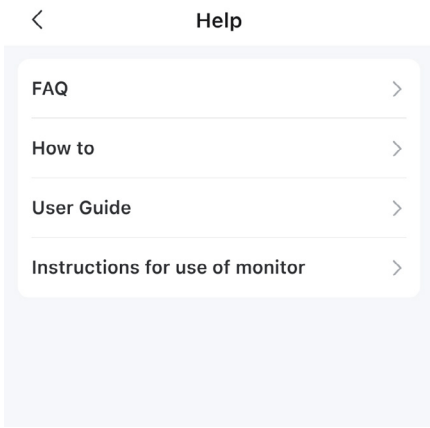 Help
FAQ
How to
User Guide
Instructions for use of monitor